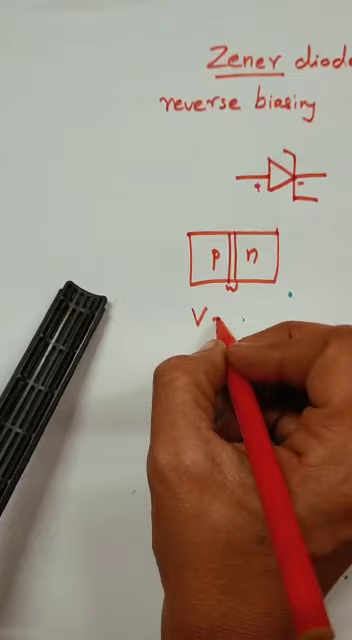 Zener diode
reverse biasing
+ -
p n
w
V